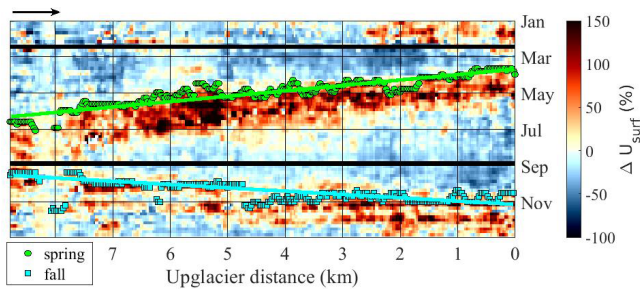 Jan
Mar
May
Jul
Sep
Nov
150
100
50
0
-50
-100
Δ U_surf (%)
7 6 5 4 3 2 1 0
Upglacier distance (km)
spring
fall